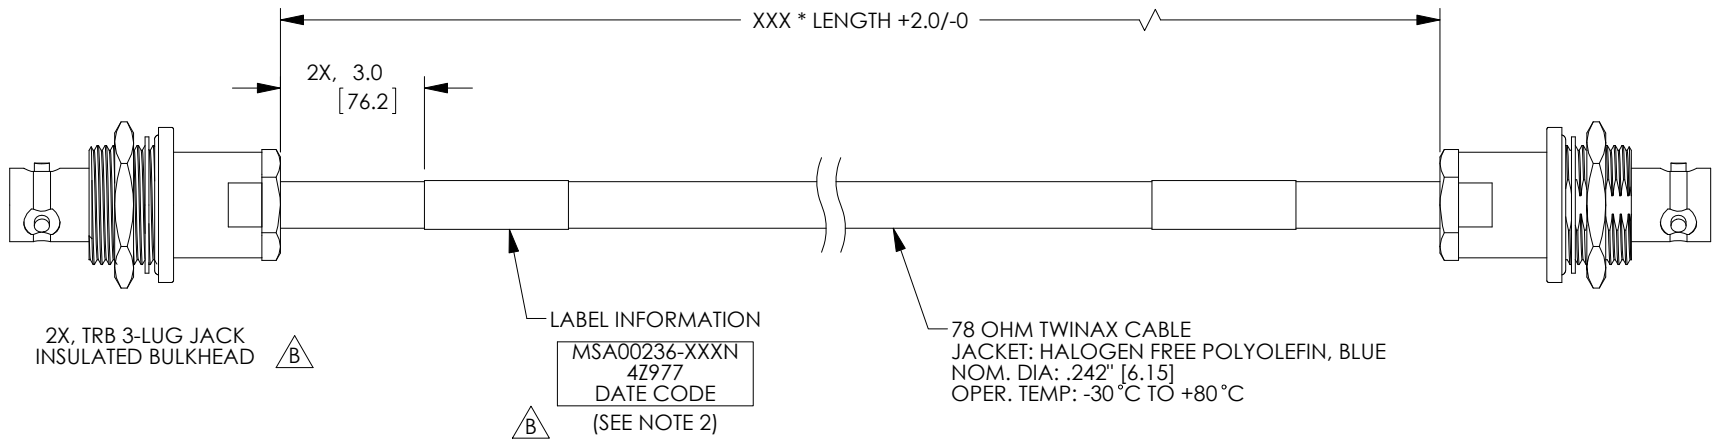 XXX * LENGTH +2.0/-0
2X, 3.0
[76.2]
2X, TRB 3-LUG JACK
INSULATED BULKHEAD
B
LABEL INFORMATION
MSA00236-XXXN
4Z977
DATE CODE
(SEE NOTE 2)
B
78 OHM TWINAX CABLE
JACKET: HALOGEN FREE POLYOLEFIN, BLUE
NOM. DIA: .242" [6.15]
OPER. TEMP: -30°C TO +80°C